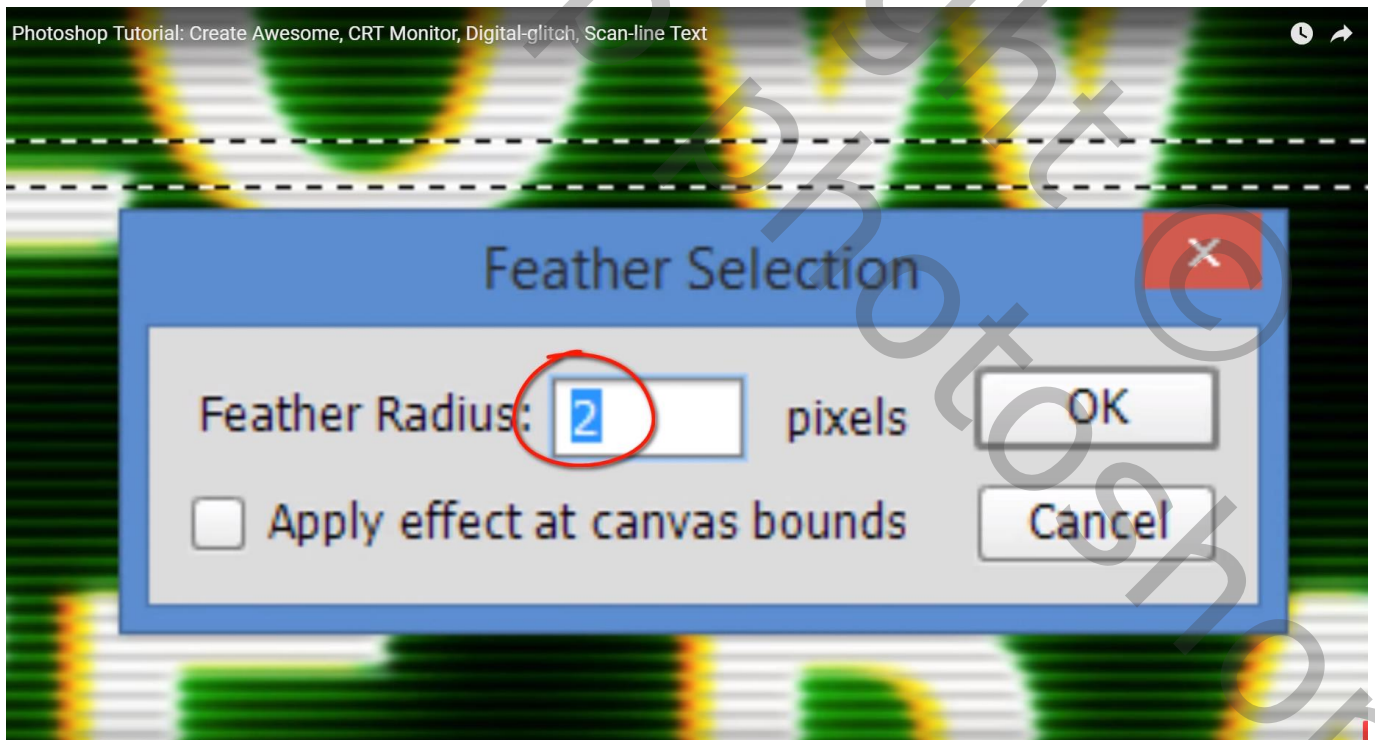 Photoshop Tutorial: Create Awesome, CRT Monitor, Digital-glitch, Scan-line Text
Feather Selection
Feather Radius: 2 pixels
OK
Apply effect at canvas bounds
Cancel